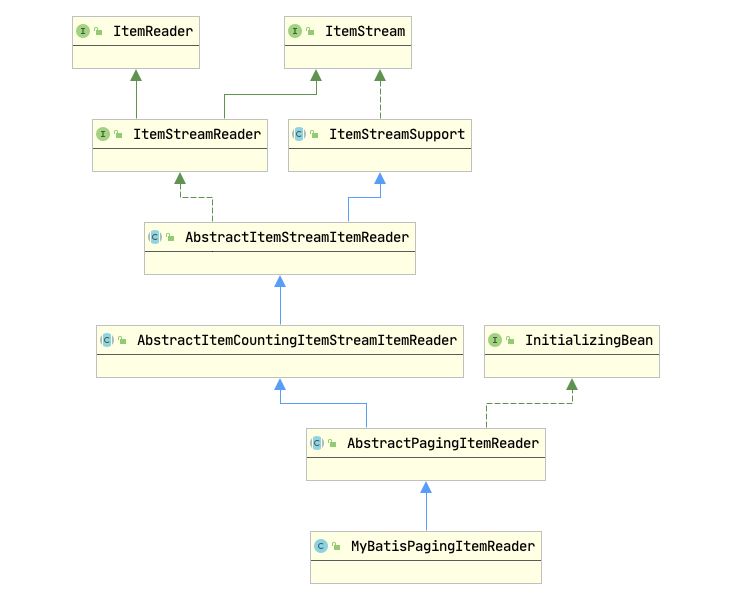 I ItemReader
I ItemStream
I ItemStreamReader
C ItemStreamSupport
C AbstractItemStreamItemReader
C AbstractItemCountingItemStreamItemReader
I InitializingBean
C AbstractPagingItemReader
C MyBatisPagingItemReader